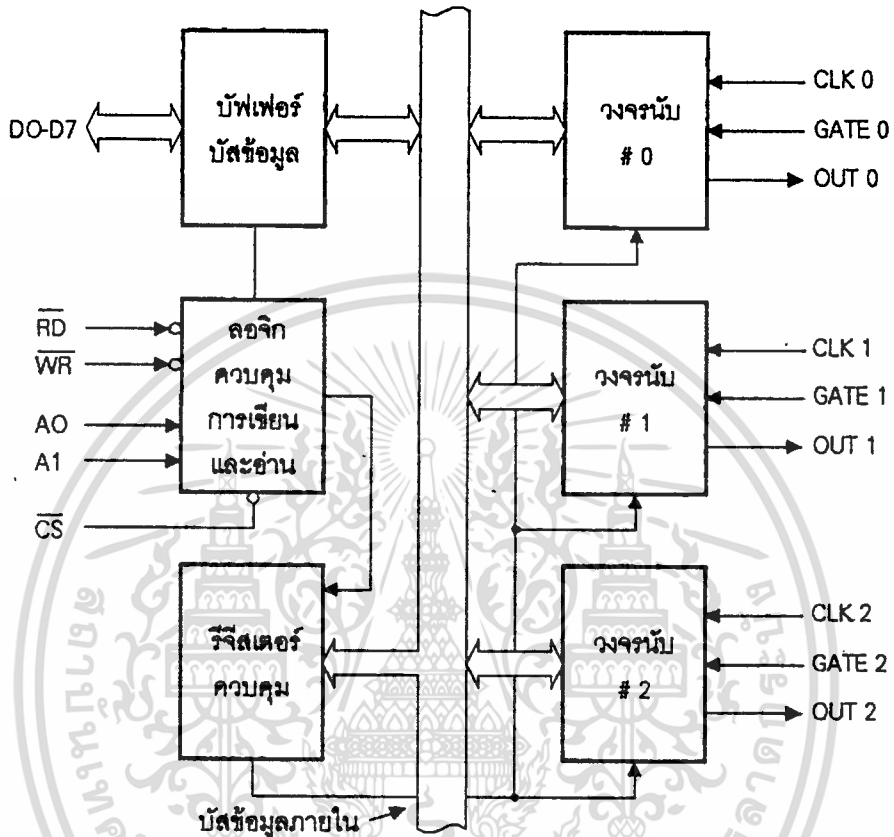 DO-D7
บัฟเฟอร์
บัสข้อมูล
วงจรนับ
# 0
CLK 0
GATE 0
OUT 0
RD
WR
AO
A1
CS
ลอจิก
ควบคุม
การเขียน
และอ่าน
วงจรนับ
# 1
CLK 1
GATE 1
OUT 1
รีจีสเตอร์
ควบคุม
วงจรนับ
# 2
CLK 2
GATE 2
OUT 2
บัสข้อมูลภายใน